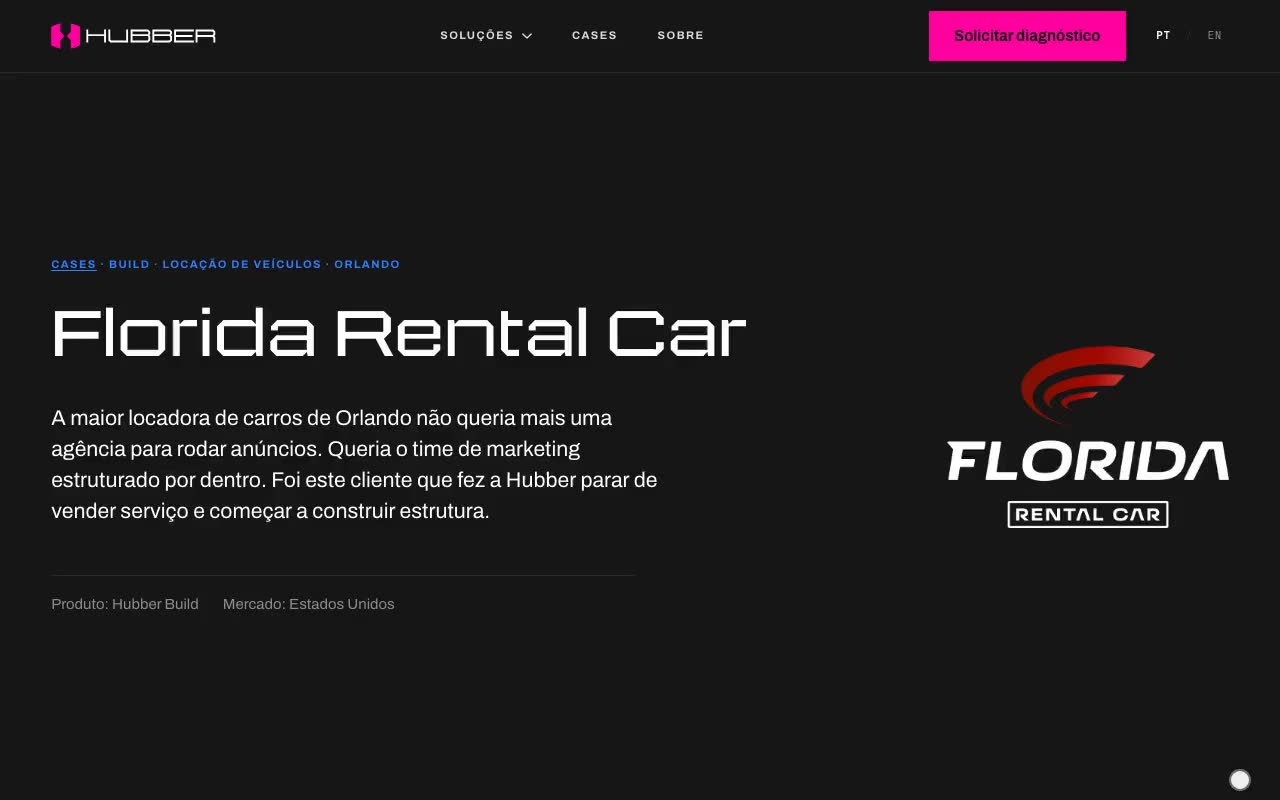 HUBBER
SOLUÇÕES
CASES
SOBRE
Solicitar diagnóstico
PT / EN
CASES · BUILD · LOCAÇÃO DE VEÍCULOS · ORLANDO
Florida Rental Car
A maior locadora de carros de Orlando não queria mais uma
agência para rodar anúncios. Queria o time de marketing
estruturado por dentro. Foi este cliente que fez a Hubber parar de
vender serviço e começar a construir estrutura.
FLORIDA
RENTAL CAR
Produto: Hubber Build
Mercado: Estados Unidos